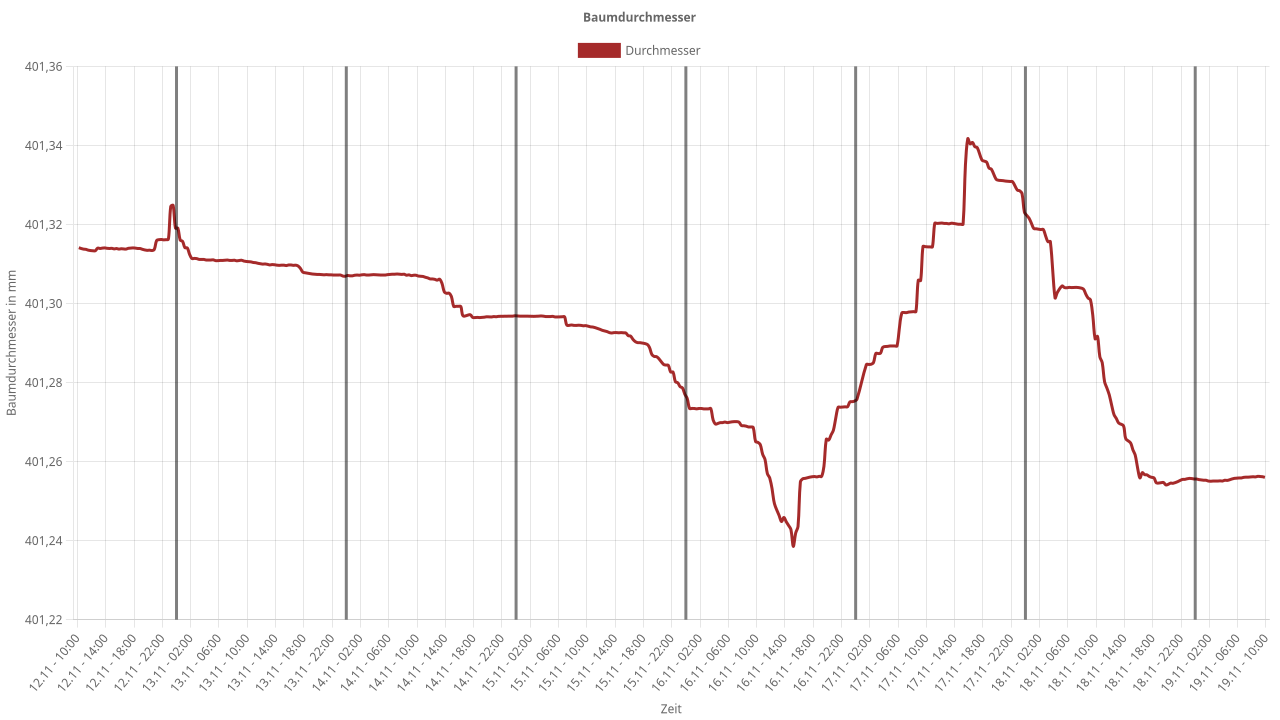 Baumdurchmesser
Durchmesser
Baumdurchmesser in mm
401,36
401,34
401,32
401,30
401,28
401,26
401,24
401,22
12.11 - 10:00
12.11 - 14:00
12.11 - 18:00
12.11 - 22:00
13.11 - 02:00
13.11 - 06:00
13.11 - 10:00
13.11 - 14:00
13.11 - 18:00
13.11 - 22:00
14.11 - 02:00
14.11 - 06:00
14.11 - 10:00
14.11 - 14:00
14.11 - 18:00
14.11 - 22:00
15.11 - 02:00
15.11 - 06:00
15.11 - 10:00
15.11 - 14:00
15.11 - 18:00
15.11 - 22:00
16.11 - 02:00
16.11 - 06:00
16.11 - 10:00
16.11 - 14:00
16.11 - 18:00
16.11 - 22:00
17.11 - 02:00
17.11 - 06:00
17.11 - 10:00
17.11 - 14:00
17.11 - 18:00
17.11 - 22:00
18.11 - 02:00
18.11 - 06:00
18.11 - 10:00
18.11 - 14:00
18.11 - 18:00
18.11 - 22:00
19.11 - 02:00
19.11 - 06:00
19.11 - 10:00
Zeit